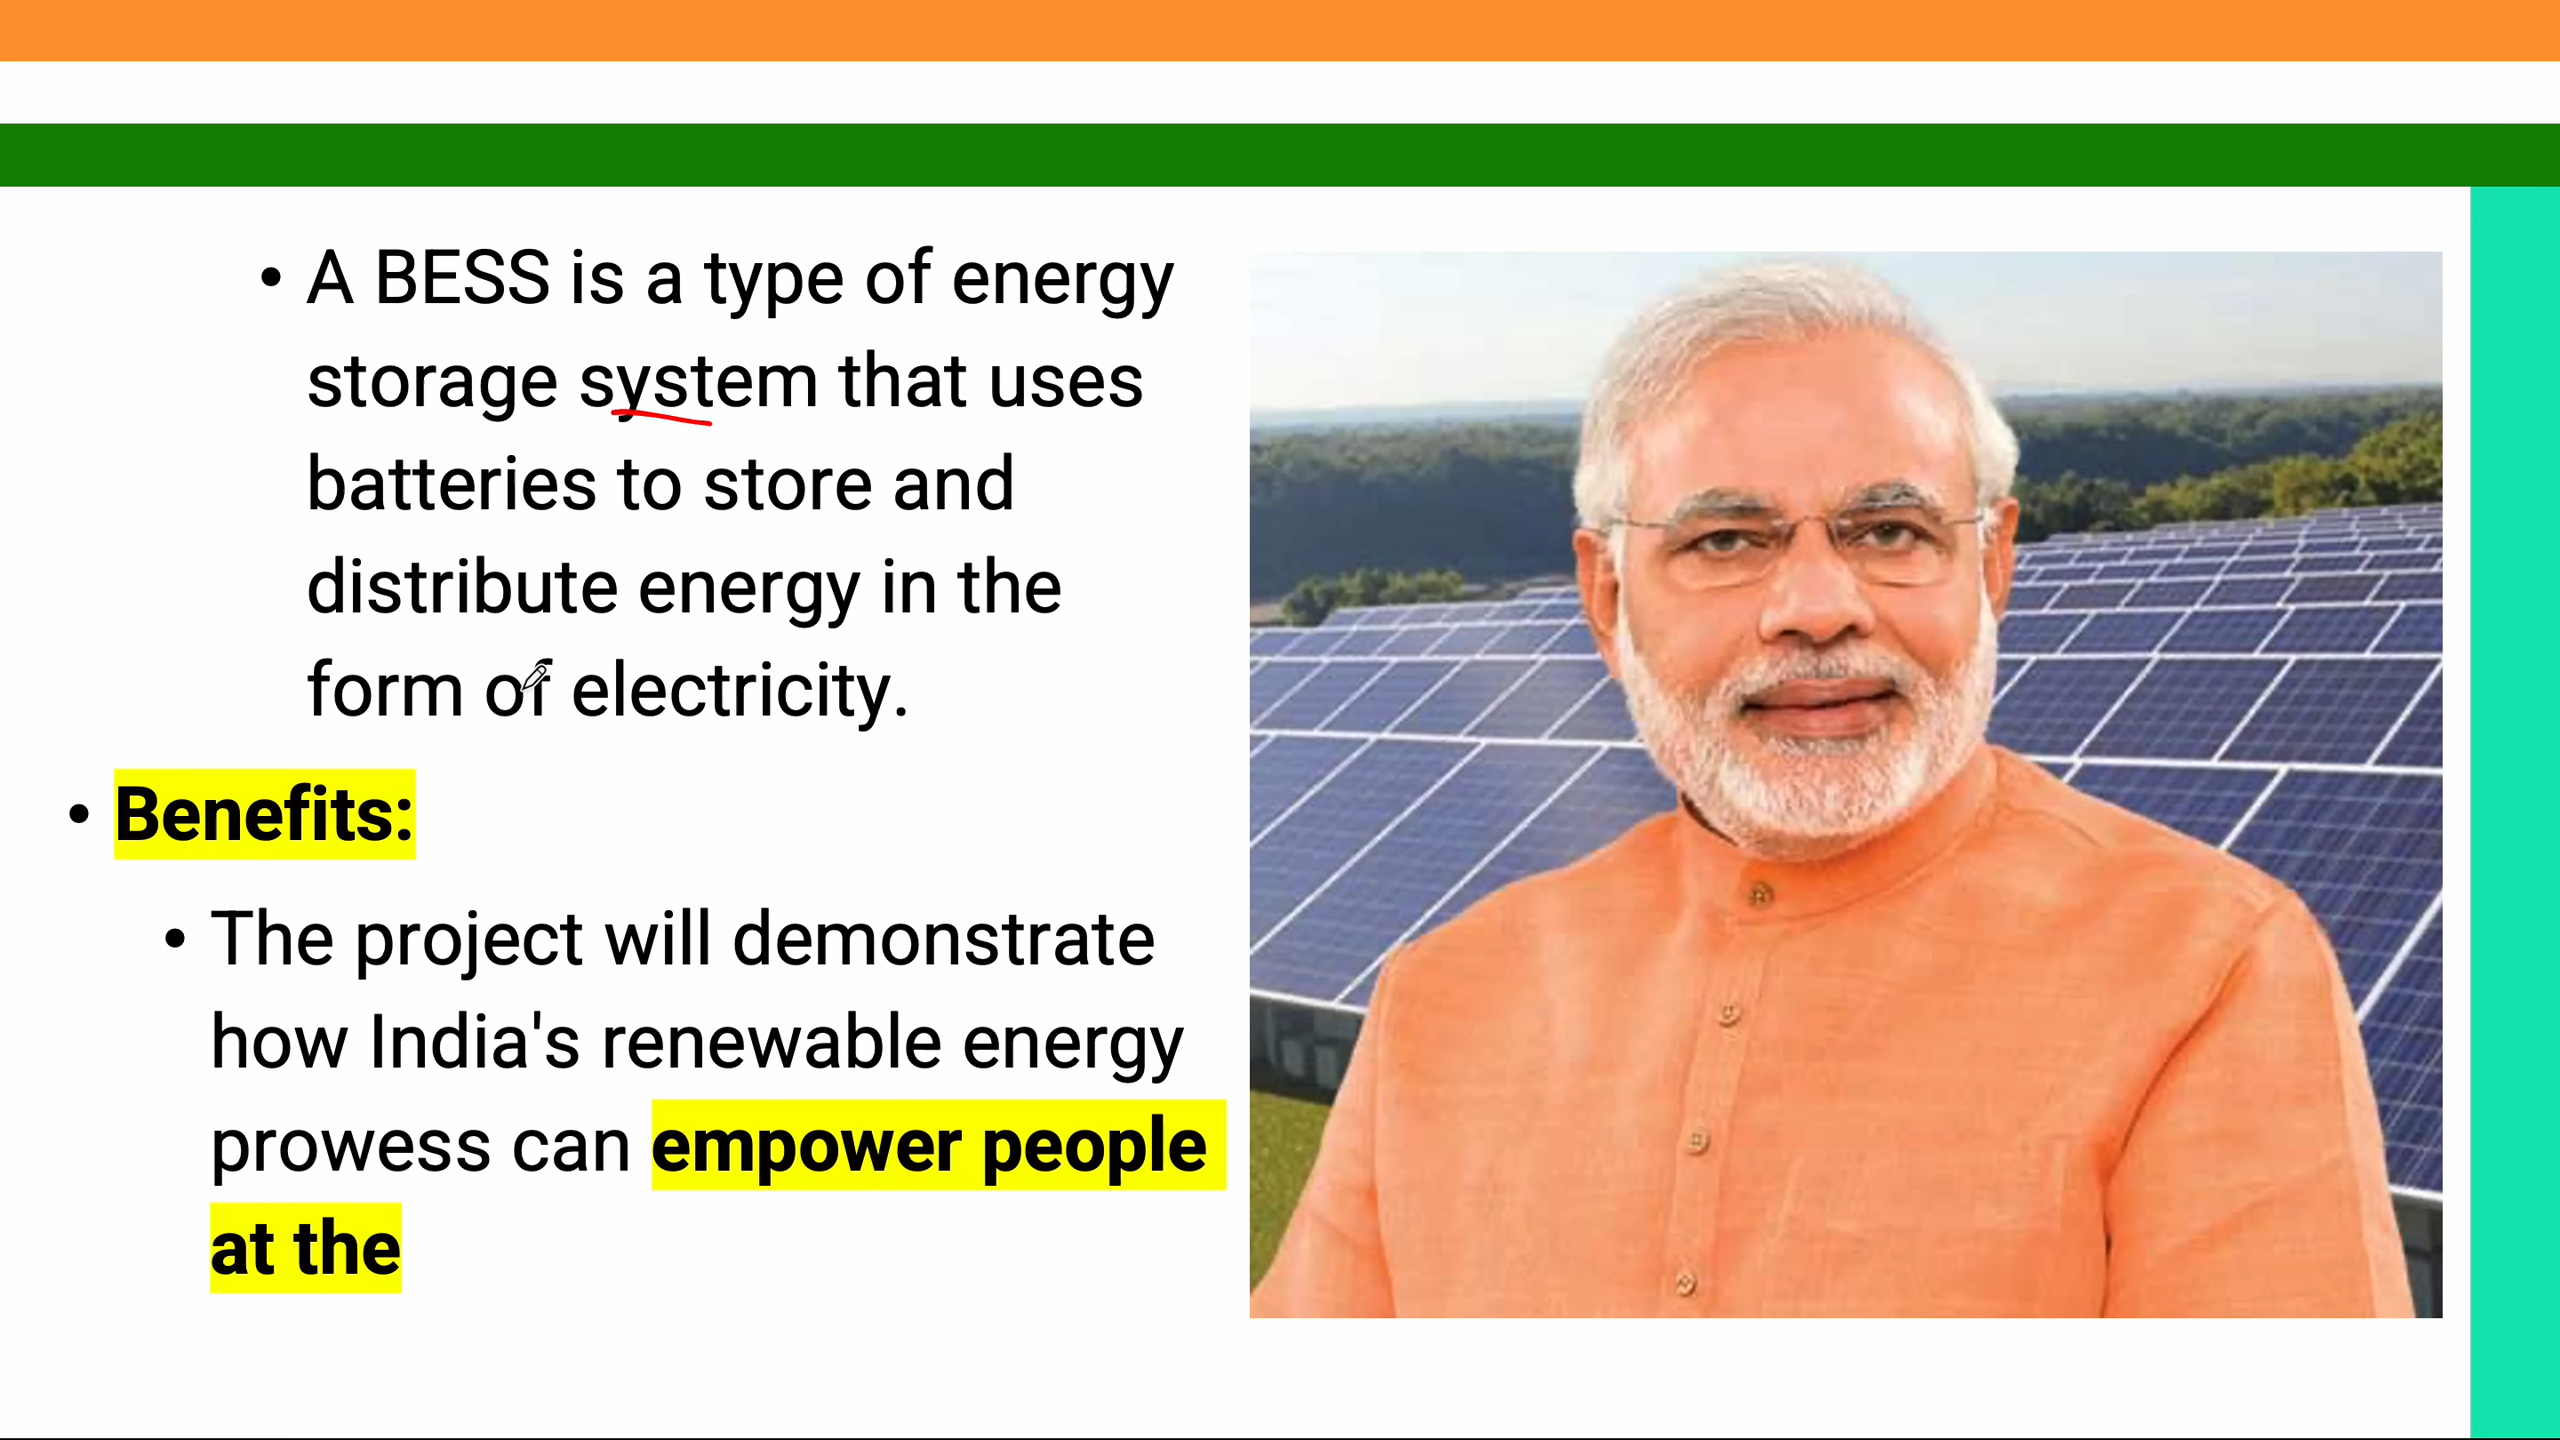 • A BESS is a type of energy
storage system that uses
batteries to store and
distribute energy in the
form of electricity.
• Benefits:
• The project will demonstrate
how India's renewable energy
prowess can empower people
at the